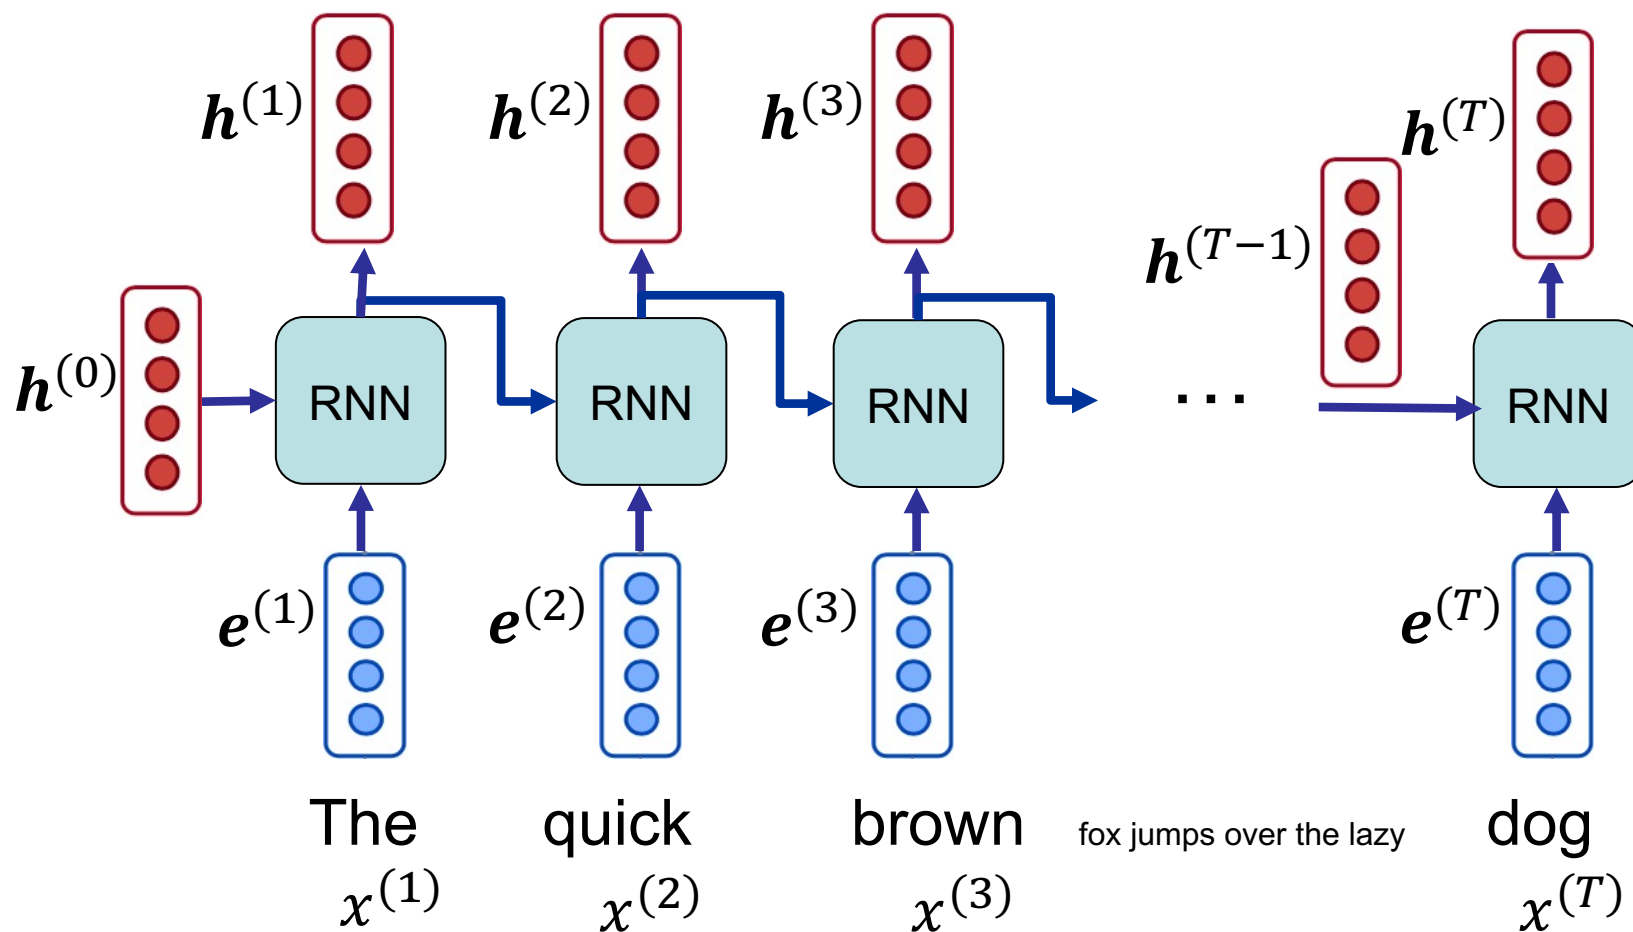 h^(1) h^(2) h^(3) h^(T)
h^(T−1)
h^(0)
RNN RNN RNN ... RNN
e^(1) e^(2) e^(3) e^(T)
The quick brown fox jumps over the lazy dog
x^(1) x^(2) x^(3) x^(T)